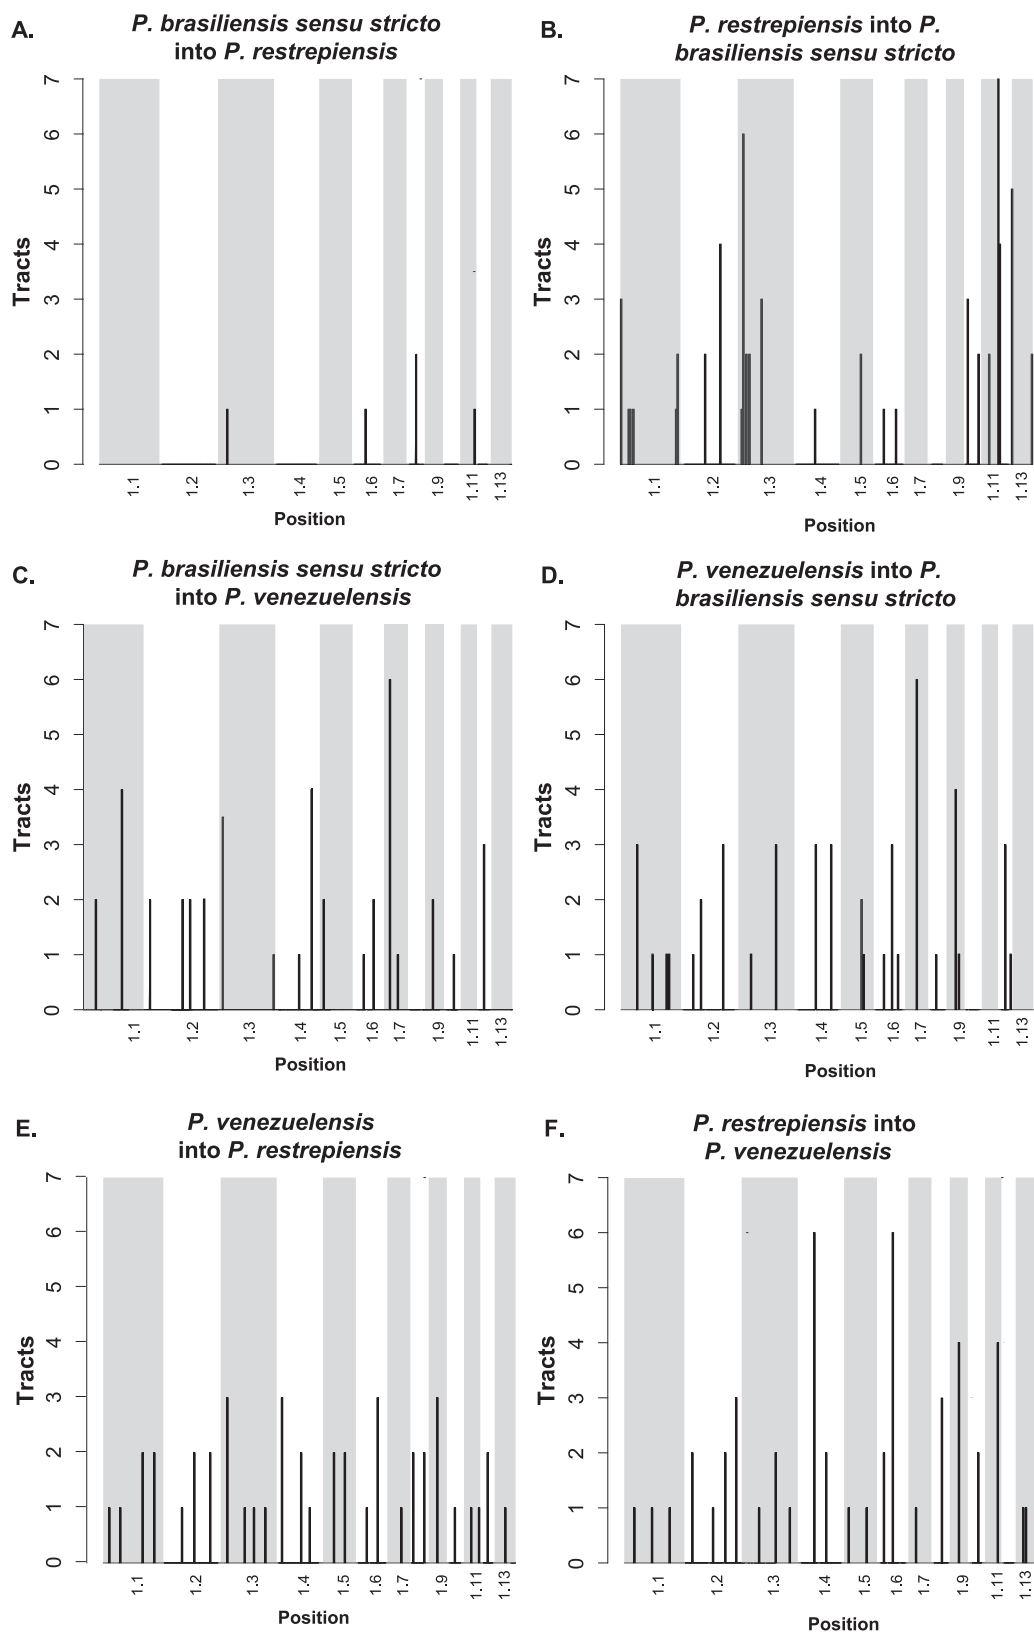 A.
P. brasiliensis sensu stricto
into P. restrepiensis
Tracts
7
6
5
4
3
2
1
0
1.1 1.2 1.3 1.4 1.5 1.6 1.7 1.9 1.11 1.13
Position
B.
P. restrepiensis into P.
brasiliensis sensu stricto
Tracts
7
6
5
4
3
2
1
0
1.1 1.2 1.3 1.4 1.5 1.6 1.7 1.9 1.11 1.13
Position
C.
P. brasiliensis sensu stricto
into P. venezuelensis
Tracts
7
6
5
4
3
2
1
0
1.1 1.2 1.3 1.4 1.5 1.6 1.7 1.9 1.11 1.13
Position
D.
P. venezuelensis into P.
brasiliensis sensu stricto
Tracts
7
6
5
4
3
2
1
0
1.1 1.2 1.3 1.4 1.5 1.6 1.7 1.9 1.11 1.13
Position
E.
P. venezuelensis
into P. restrepiensis
Tracts
7
6
5
4
3
2
1
0
1.1 1.2 1.3 1.4 1.5 1.6 1.7 1.9 1.11 1.13
Position
F.
P. restrepiensis into
P. venezuelensis
Tracts
7
6
5
4
3
2
1
0
1.1 1.2 1.3 1.4 1.5 1.6 1.7 1.9 1.11 1.13
Position